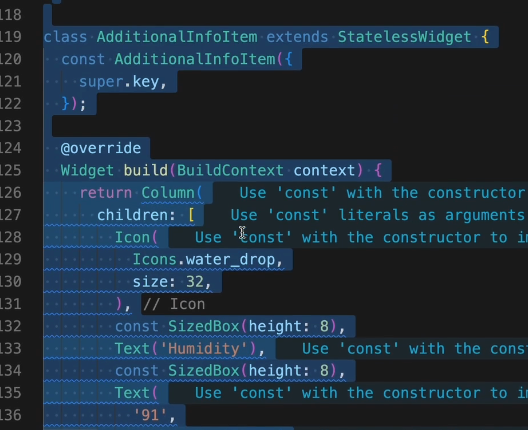 118
119 class AdditionalInfoItem extends StatelessWidget {
120 const AdditionalInfoItem({
121 super.key,
122 });
123
124 @override
125 Widget build(BuildContext context) {
126 return Column( Use 'const' with the constructor
127 children: [ Use 'const' literals as arguments
128 Icon( Use 'const' with the constructor to im
129 Icons.water_drop,
130 size: 32,
131 ), // Icon
132 const SizedBox(height: 8),
133 Text('Humidity'), Use 'const' with the cons
134 const SizedBox(height: 8),
135 Text( Use 'const' with the constructor to im
136 '91',